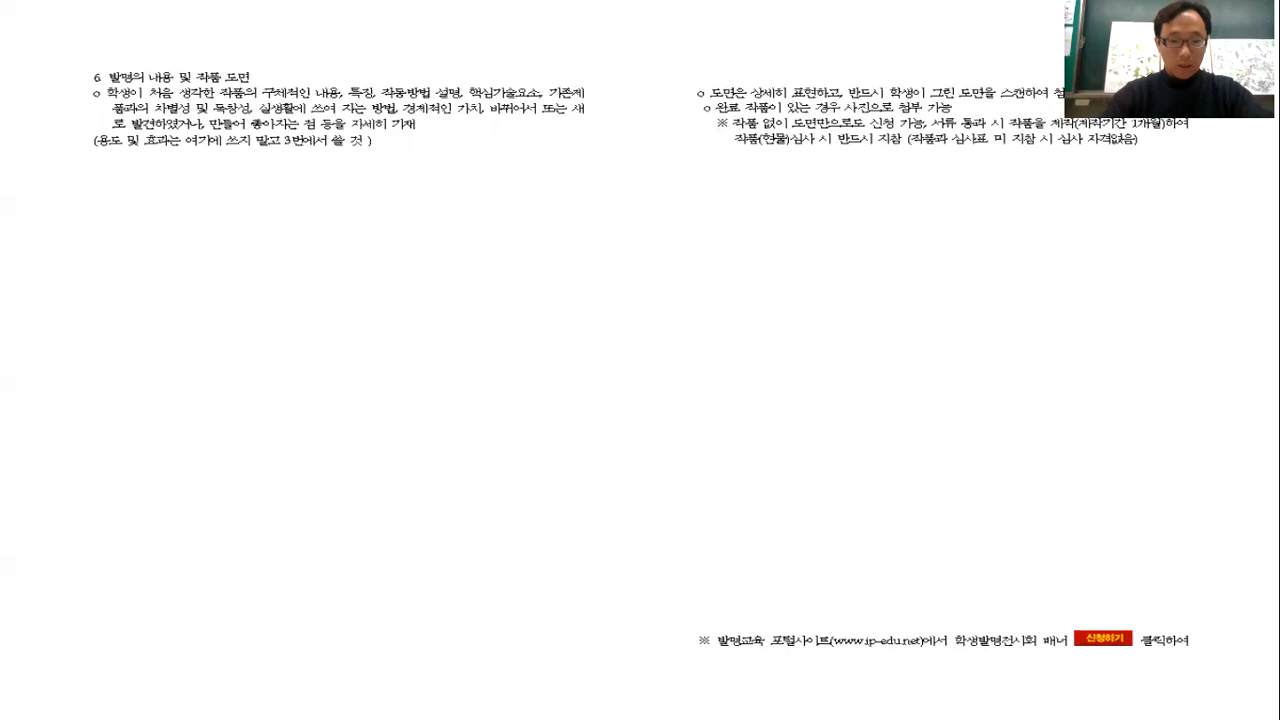 6 발명의 내용 및 작품 도면
o 학생이 처음 생각한 작품의 구체적인 내용, 특징, 작동방법 설명, 핵심기술요소, 기존제
품과의 차별성 및 독창성, 실생활에 쓰여 지는 방법, 경제적인 가치, 바뀌어서 또는 새
로 발견하였거나, 만들어 좋아지는 점 등을 자세히 기재
(용도 및 효과는 여기에 쓰지 말고 3번에서 쓸 것 )
o 도면은 상세히 표현하고, 반드시 학생이 그린 도면을 스캔하여 첨
o 완료 작품이 있는 경우 사진으로 첨부 가능
※ 작품 없이 도면만으로도 신청 가능, 서류 통과 시 작품을 제작(제작기간 1개월)하여
작품(현물)심사 시 반드시 지참 (작품과 심사표 미 지참 시 심사 자격없음)
※ 발명교육 포털사이트(www.ip-edu.net)에서 학생발명전시회 배너 신청하기 클릭하여